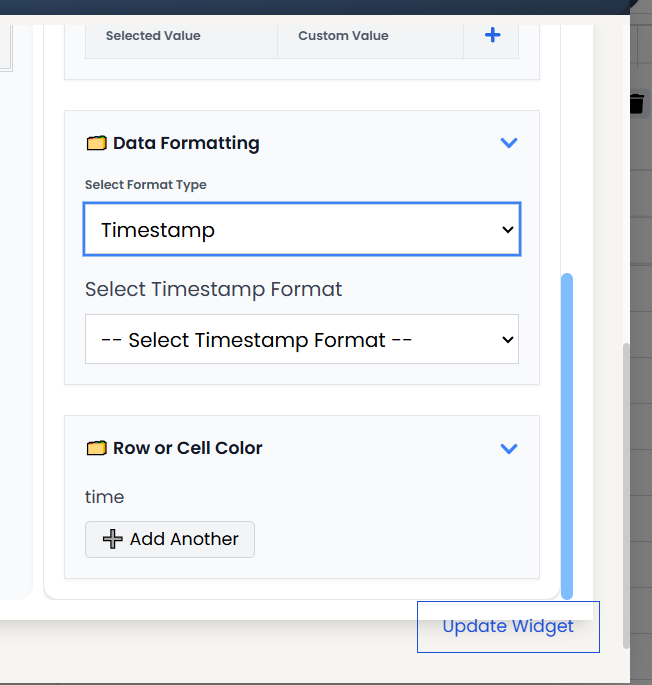 Selected Value Custom Value +
Data Formatting
Select Format Type
Timestamp
Select Timestamp Format
-- Select Timestamp Format --
Row or Cell Color
time
Add Another
Update Widget